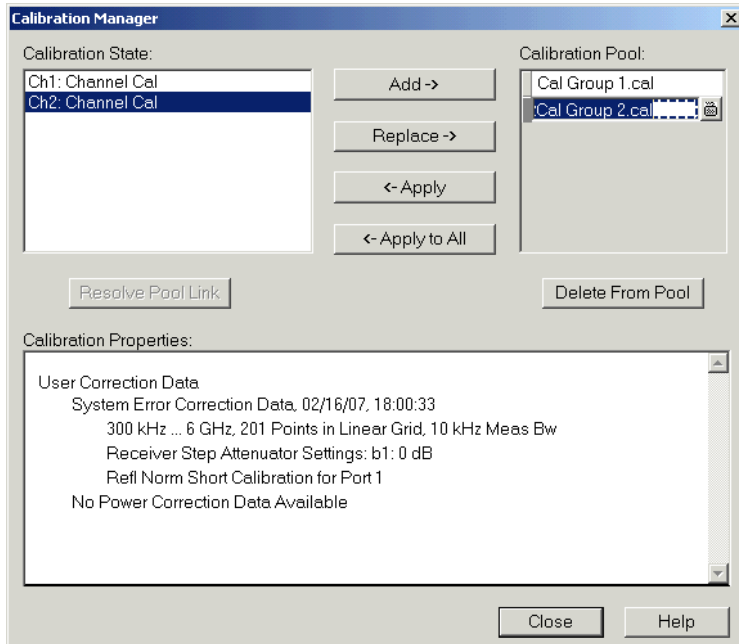 Calibration Manager
Calibration State:
Ch1: Channel Cal
Ch2: Channel Cal
Add ->
Replace ->
<- Apply
<- Apply to All
Calibration Pool:
Cal Group 1.cal
Cal Group 2.cal
Resolve Pool Link
Delete From Pool
Calibration Properties:
User Correction Data
System Error Correction Data, 02/16/07, 18:00:33
300 kHz ... 6 GHz, 201 Points in Linear Grid, 10 kHz Meas Bw
Receiver Step Attenuator Settings: b1: 0 dB
Refl Norm Short Calibration for Port 1
No Power Correction Data Available
Close
Help